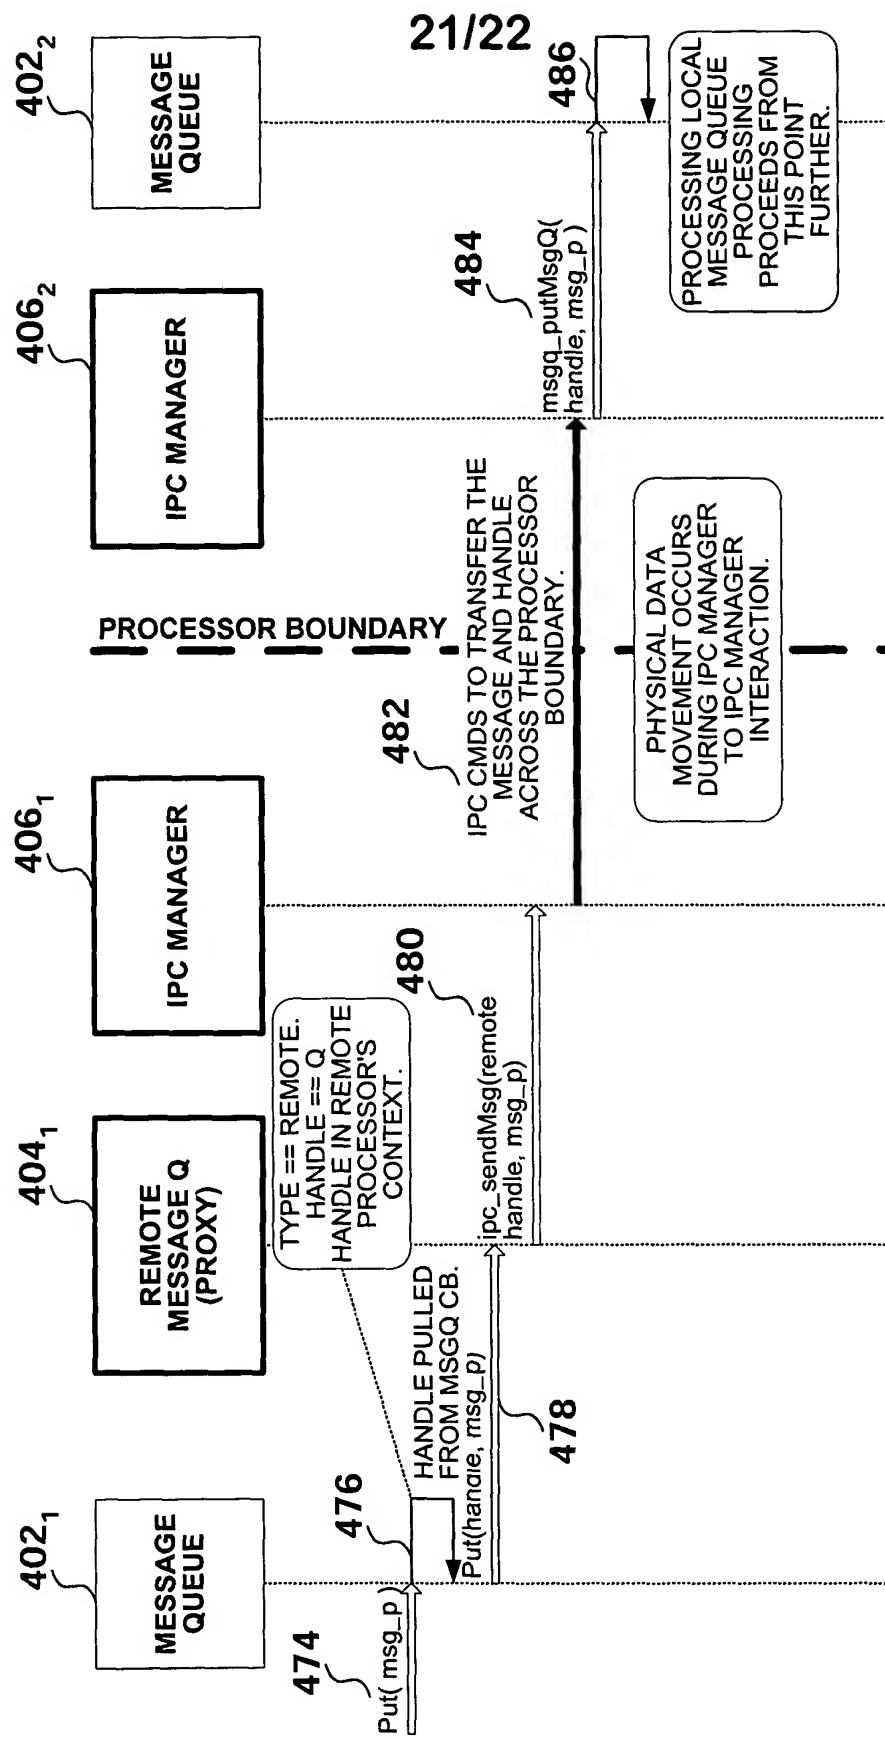 21/22
402₁
MESSAGE
QUEUE
404₁
REMOTE
MESSAGE Q
(PROXY)
406₁
IPC MANAGER
PROCESSOR BOUNDARY
406₂
IPC MANAGER
402₂
MESSAGE
QUEUE
474
Put( msg_p )
476
TYPE == REMOTE.
HANDLE == Q
HANDLE IN REMOTE
PROCESSOR'S
CONTEXT.
HANDLE PULLED
FROM MSGQ CB.
Put(handle, msg_p)
478
480
ipc_sendMsg(remote
handle, msg_p)
482
IPC CMDS TO TRANSFER THE
MESSAGE AND HANDLE
ACROSS THE PROCESSOR
BOUNDARY.
PHYSICAL DATA
MOVEMENT OCCURS
DURING IPC MANAGER
TO IPC MANAGER
INTERACTION.
484
msgq_putMsgQ(
handle, msg_p )
486
PROCESSING LOCAL
MESSAGE QUEUE
PROCESSING
PROCEEDS FROM
THIS POINT
FURTHER.